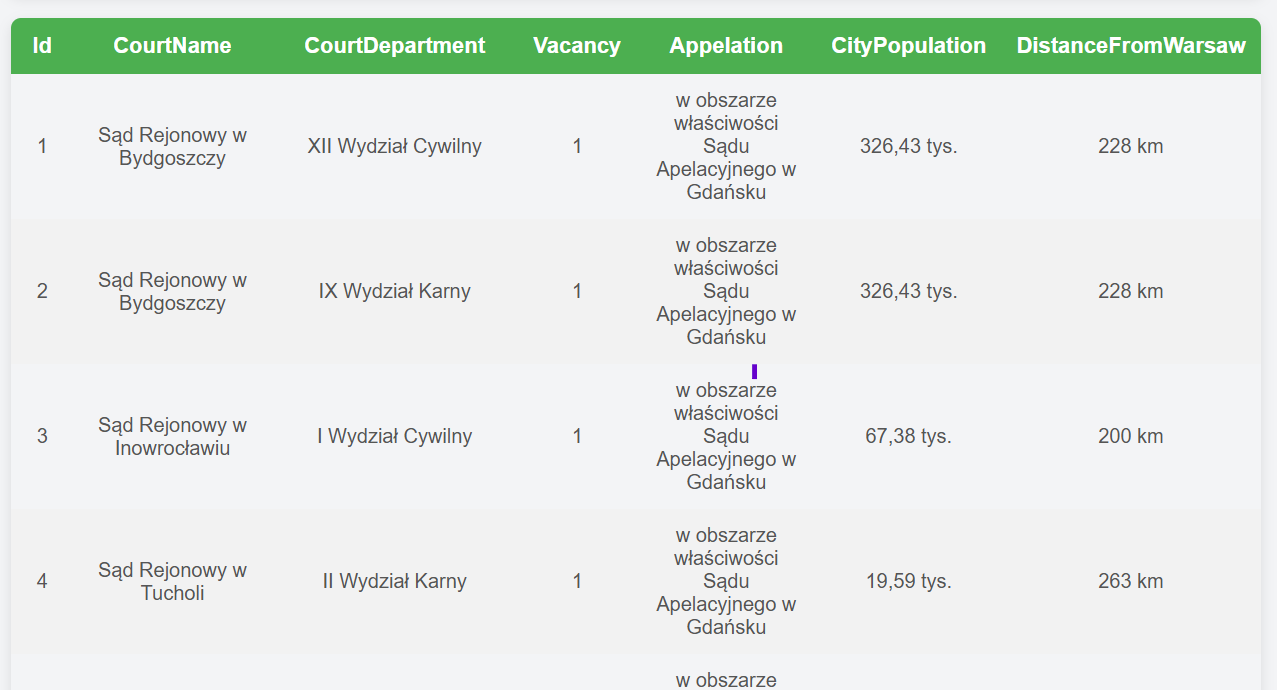 Id CourtName CourtDepartment Vacancy Appelation CityPopulation DistanceFromWarsaw
1 Sąd Rejonowy w Bydgoszczy XII Wydział Cywilny 1 w obszarze właściwości Sądu Apelacyjnego w Gdańsku 326,43 tys. 228 km
2 Sąd Rejonowy w Bydgoszczy IX Wydział Karny 1 w obszarze właściwości Sądu Apelacyjnego w Gdańsku 326,43 tys. 228 km
3 Sąd Rejonowy w Inowrocławiu I Wydział Cywilny 1 w obszarze właściwości Sądu Apelacyjnego w Gdańsku 67,38 tys. 200 km
4 Sąd Rejonowy w Tucholi II Wydział Karny 1 w obszarze właściwości Sądu Apelacyjnego w Gdańsku 19,59 tys. 263 km
w obszarze